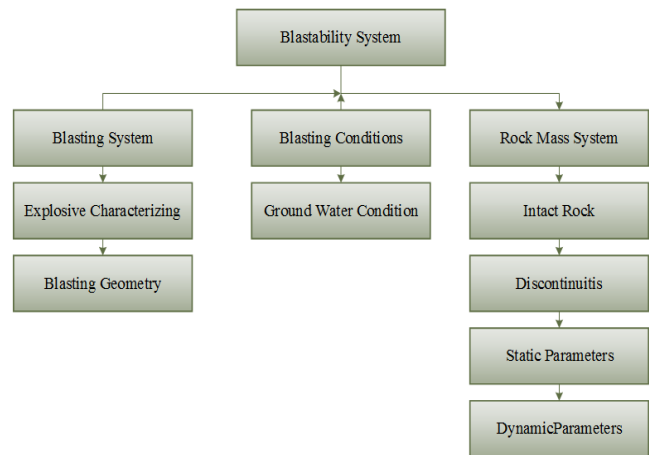 Blastability System
Blasting System
Blasting Conditions
Rock Mass System
Explosive Characterizing
Ground Water Condition
Intact Rock
Blasting Geometry
Discontinuitis
Static Parameters
DynamicParameters